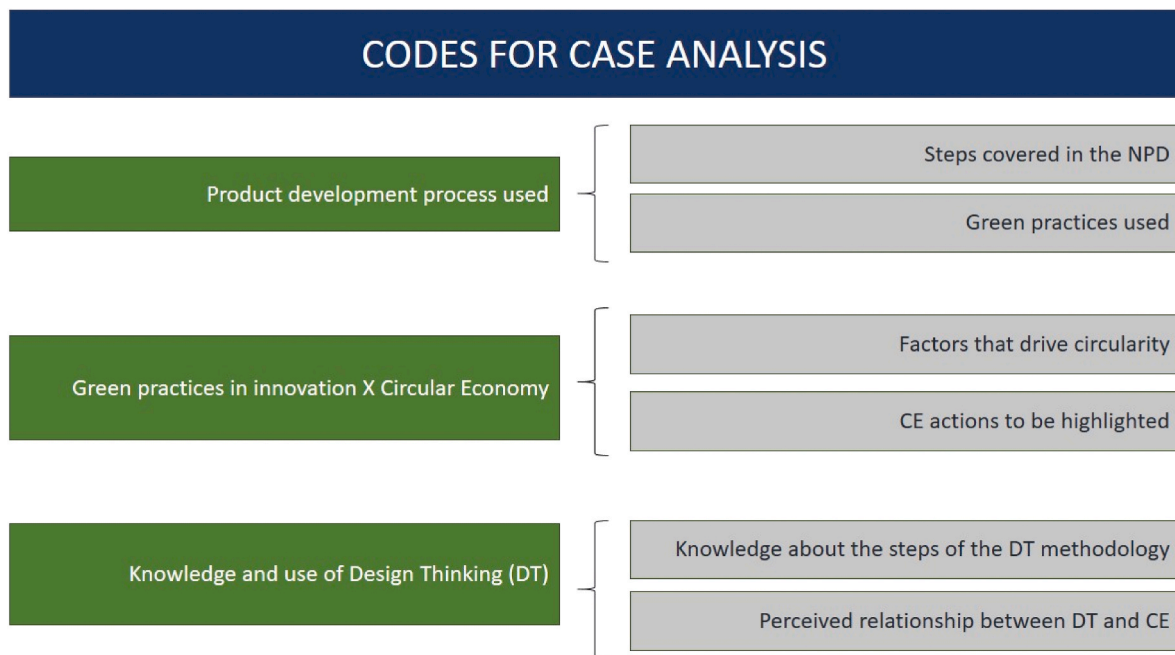 CODES FOR CASE ANALYSIS
Product development process used
Steps covered in the NPD
Green practices used
Green practices in innovation X Circular Economy
Factors that drive circularity
CE actions to be highlighted
Knowledge and use of Design Thinking (DT)
Knowledge about the steps of the DT methodology
Perceived relationship between DT and CE